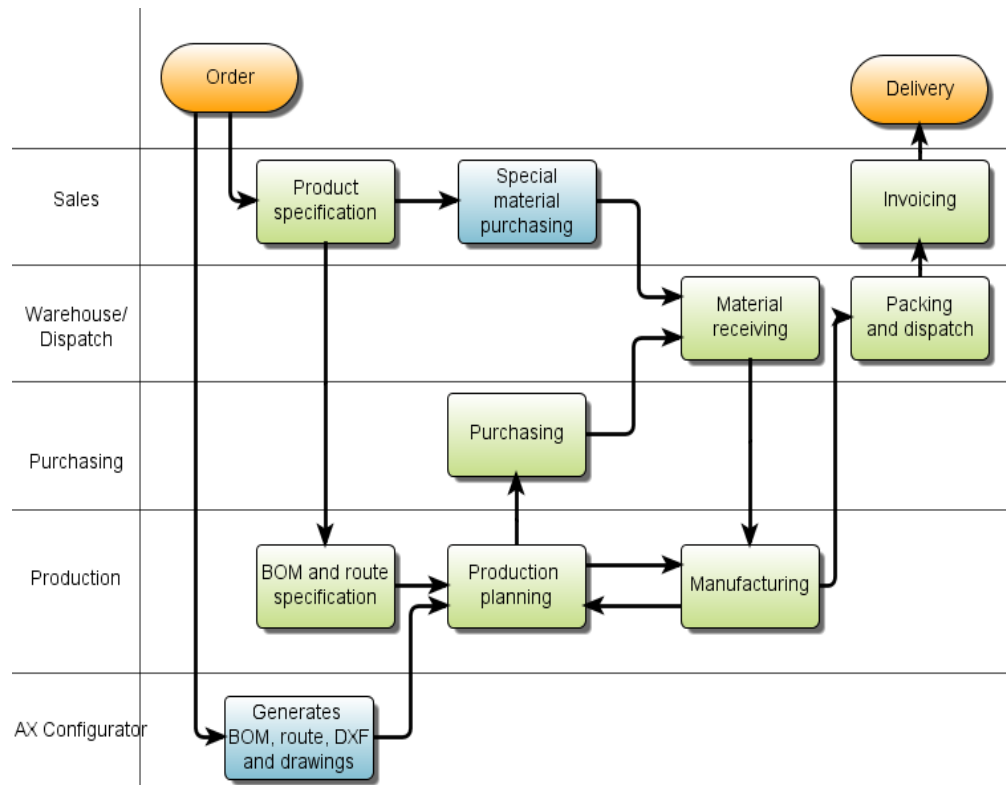 Order
Delivery
Sales
Product
specification
Special
material
purchasing
Invoicing
Warehouse/
Dispatch
Material
receiving
Packing
and dispatch
Purchasing
Purchasing
Production
BOM and route
specification
Production
planning
Manufacturing
AX Configurator
Generates
BOM, route, DXF
and drawings